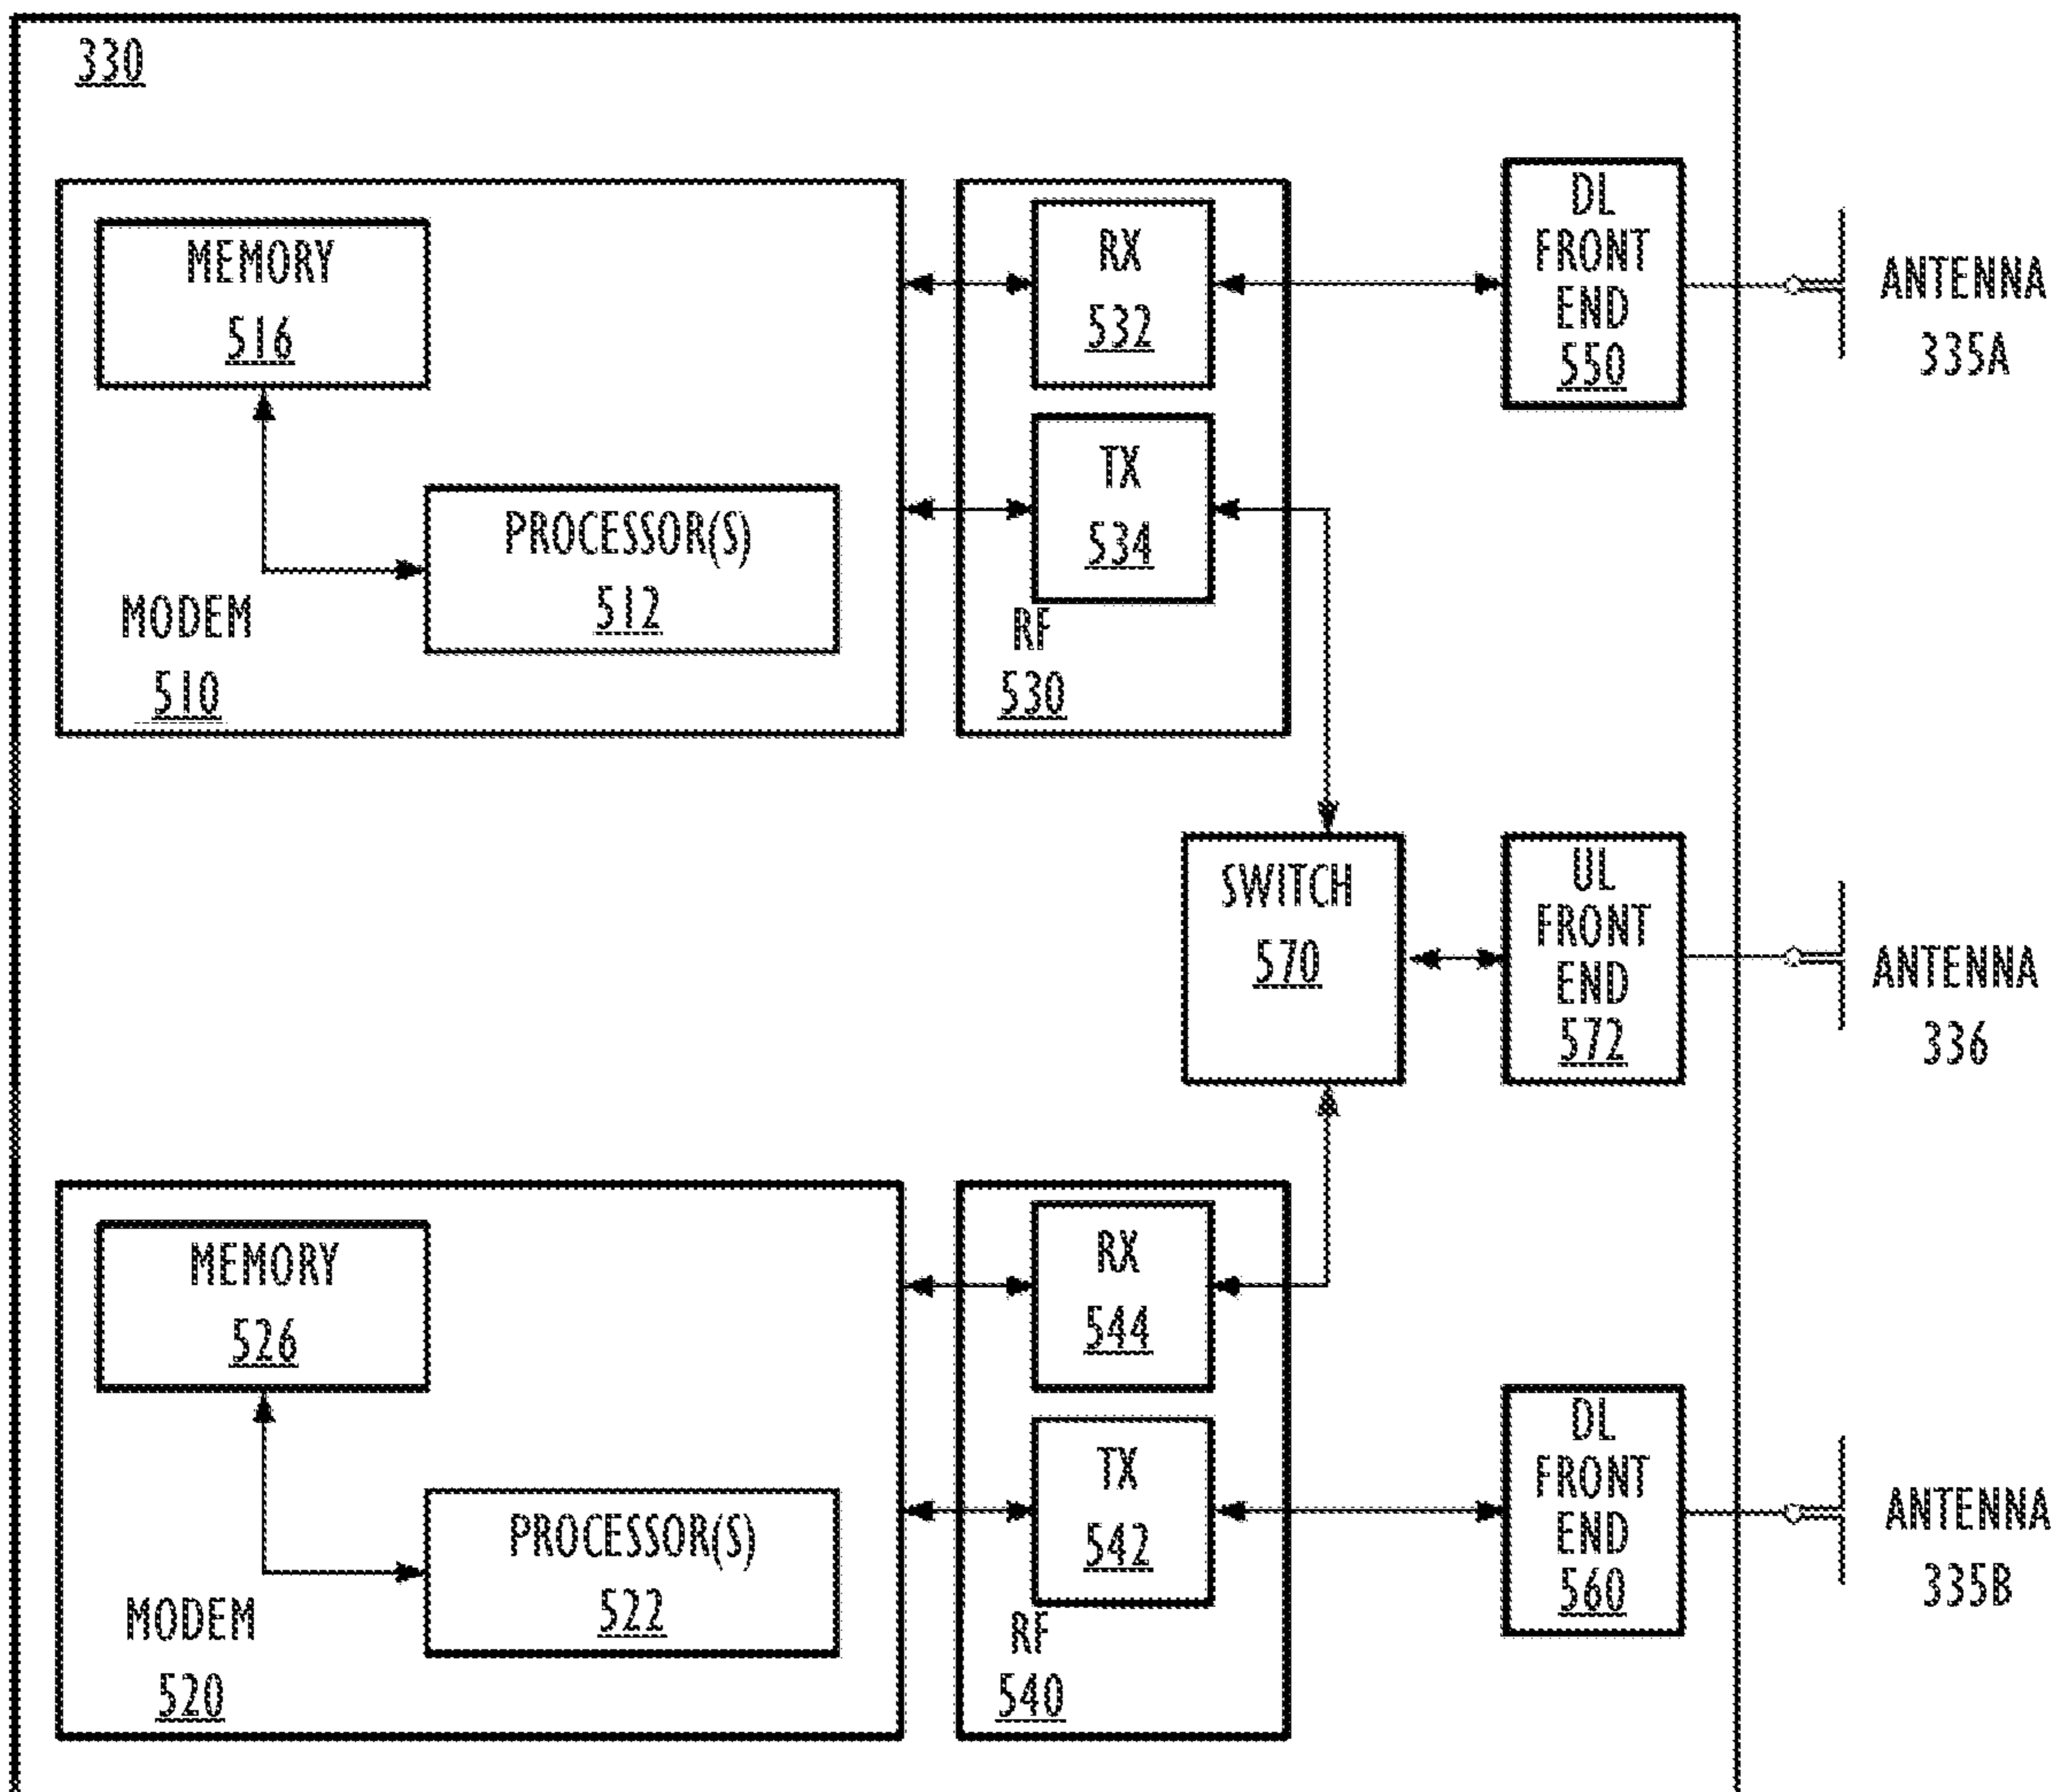 330
MEMORY
516
PROCESSOR(S)
512
MODEM
510
RX
532
TX
534
RF
530
DL
FRONT
END
550
ANTENNA
335A
SWITCH
570
UL
FRONT
END
572
ANTENNA
336
MEMORY
526
PROCESSOR(S)
522
MODEM
520
RX
544
TX
542
RF
540
DL
FRONT
END
560
ANTENNA
335B